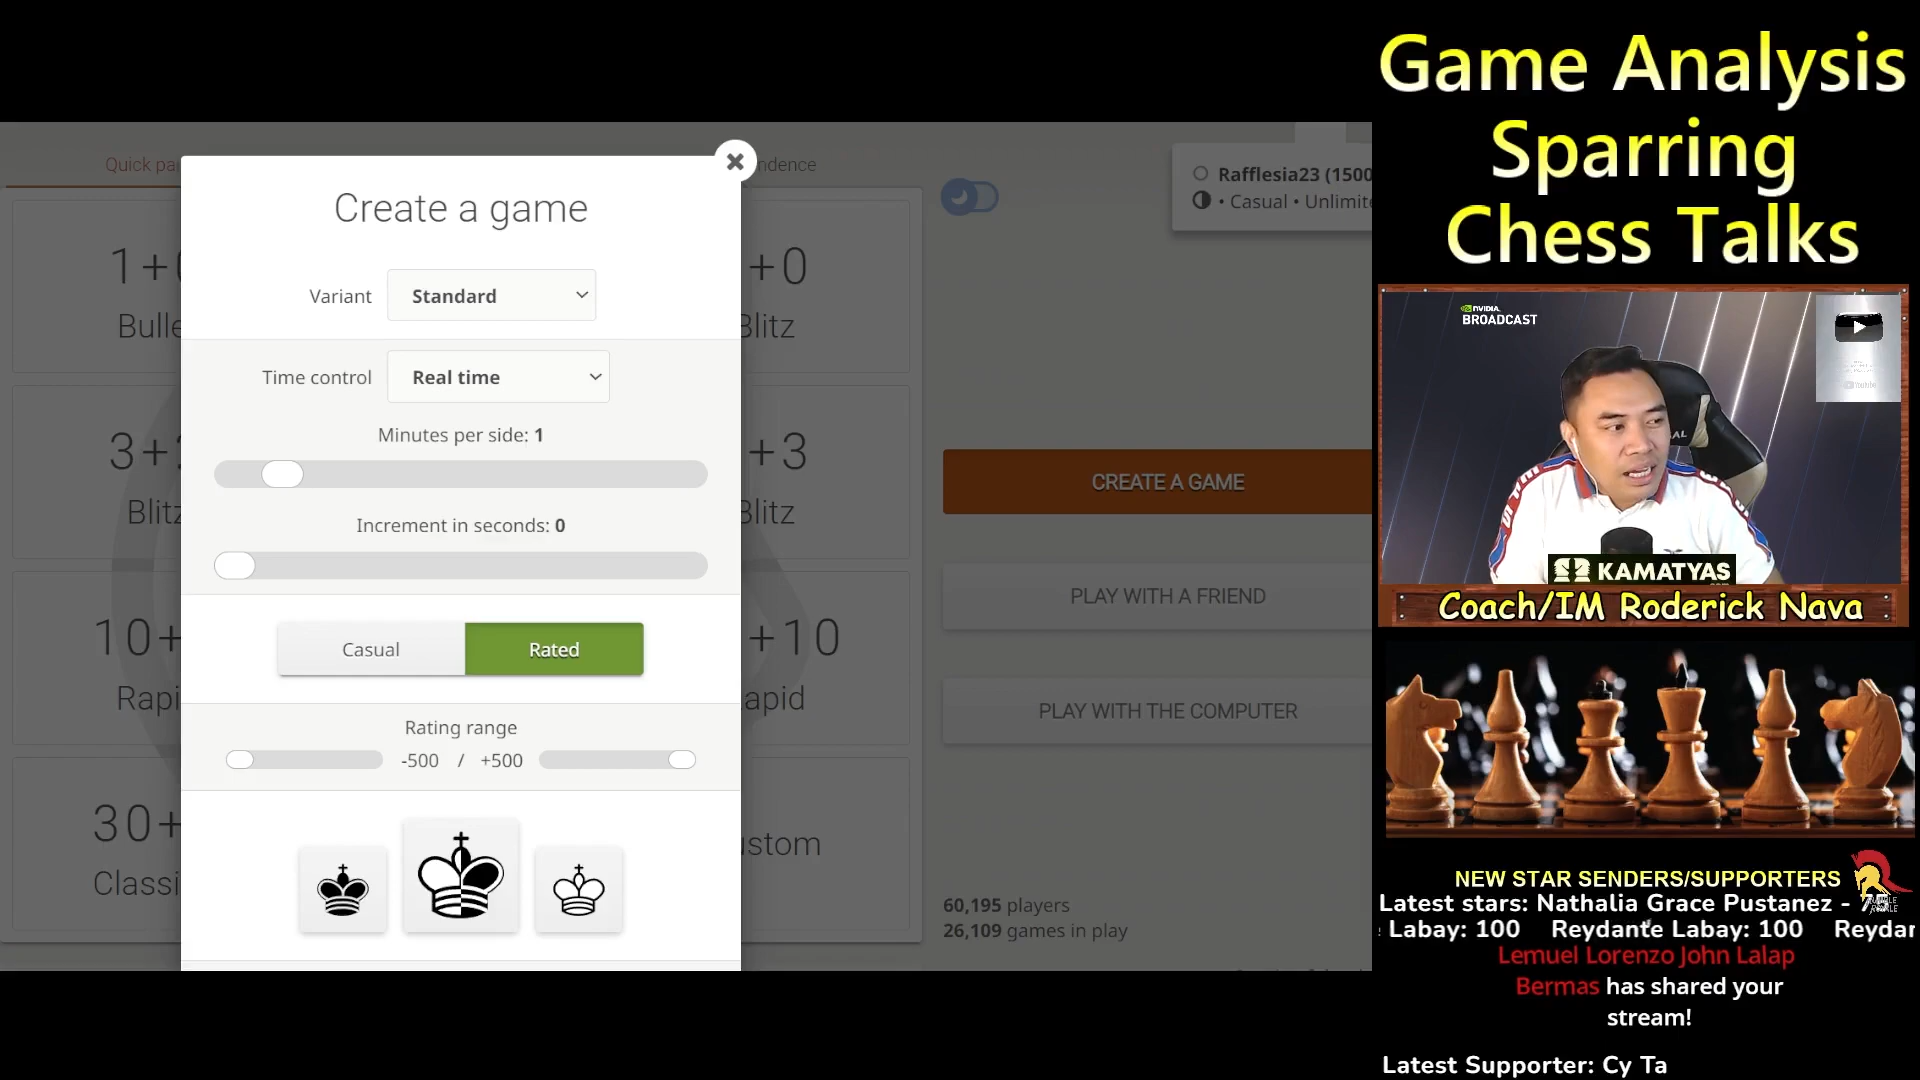 Quick pa
ndence
Create a game
Variant
Standard
Time control
Real time
Minutes per side: 1
Increment in seconds: 0
Casual
Rated
Rating range
-500 / +500
1+
Bulle
+0
Blitz
3+
Blitz
+3
Blitz
10+
Rapi
+10
apid
30+
Classi
ustom
Rafflesia23 (1500
• Casual • Unlimite
CREATE A GAME
PLAY WITH A FRIEND
PLAY WITH THE COMPUTER
60,195 players
26,109 games in play
Game Analysis
Sparring
Chess Talks
NVIDIA
BROADCAST
KAMATYAS
Coach/IM Roderick Nava
NEW STAR SENDERS/SUPPORTERS
Latest stars: Nathalia Grace Pustanez - 75
Labay: 100 Reydante Labay: 100 Reydar
Lemuel Lorenzo John Lalap
Bermas has shared your
stream!
Latest Supporter: Cy Ta